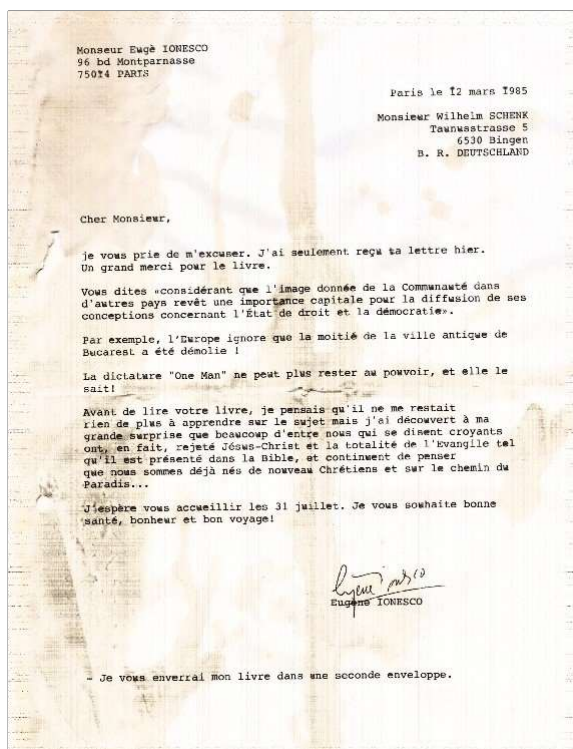 Monseur Eugè IONESCO
96 bd Montparnasse
75014 PARIS
Paris le 12 mars 1985
Monsieur Wilhelm SCHENK
Taunusstrasse 5
6530 Bingen
B. R. DEUTSCHLAND
Cher Monsieur,
je vous prie de m'excuser. J'ai seulement reçu ta lettre hier.
Un grand merci pour le livre.
Vous dites «considérant que l'image donnée de la Communauté dans
d'autres pays revêt une importance capitale pour la diffusion de ses
conceptions concernant l'État de droit et la démocratie».
Par exemple, l'Europe ignore que la moitié de la ville antique de
Bucarest a été démolie !
La dictature "One Man" ne peut plus rester au pouvoir, et elle le
sait!
Avant de lire votre livre, je pensais qu'il ne me restait
rien de plus à apprendre sur le sujet mais j'ai découvert à ma
grande surprise que beaucoup d'entre nous qui se disent croyants
ont, en fait, rejeté Jésus-Christ et la totalité de l'Evangile tel
qu'il est présenté dans la Bible, et continuent de penser
que nous sommes déjà nés de nouveau Chrétiens et sur le chemin du
Paradis...
J'espère vous accueillir les 31 juillet. Je vous souhaite bonne
santé, bonheur et bon voyage!
Eugène IONESCO
- Je vous enverrai mon livre dans une seconde enveloppe.